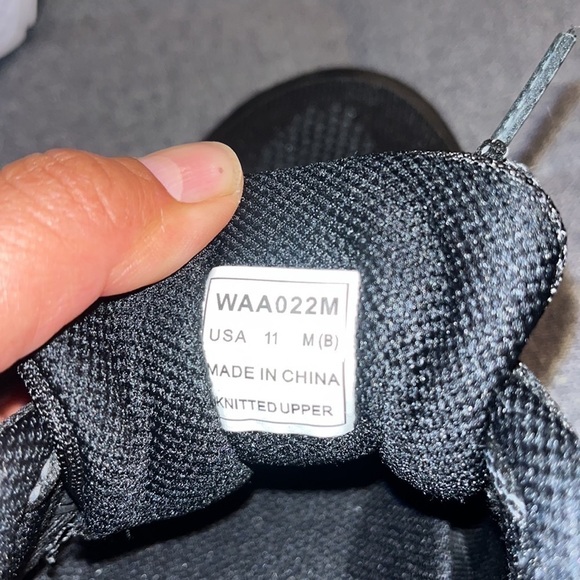 WAA022M
USA 11 M(B)
MADE IN CHINA
KNITTED UPPER